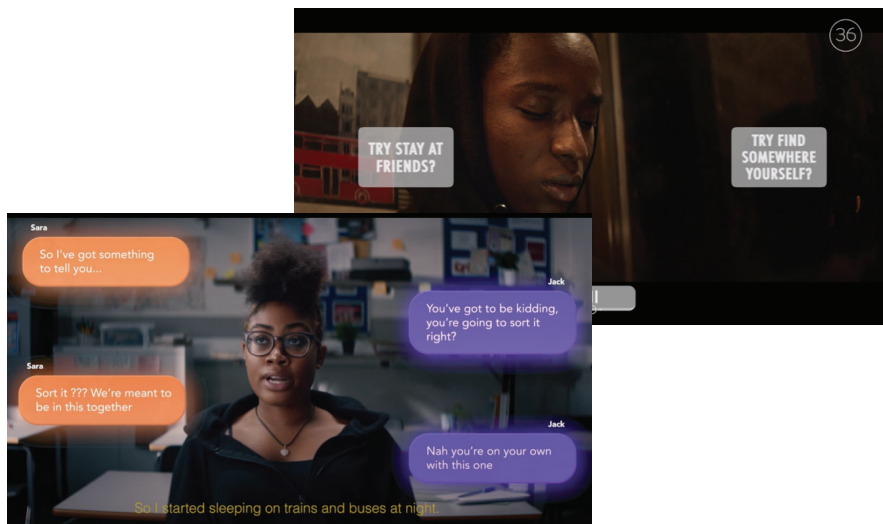 36
TRY STAY AT
FRIENDS?
TRY FIND
SOMEWHERE
YOURSELF?
Sara
So I've got something
to tell you...
Jack
You've got to be kidding,
you're going to sort it
right?
Sara
Sort it ??? We're meant to
be in this together
Jack
Nah you're on your own
with this one
So I started sleeping on trains and buses at night.